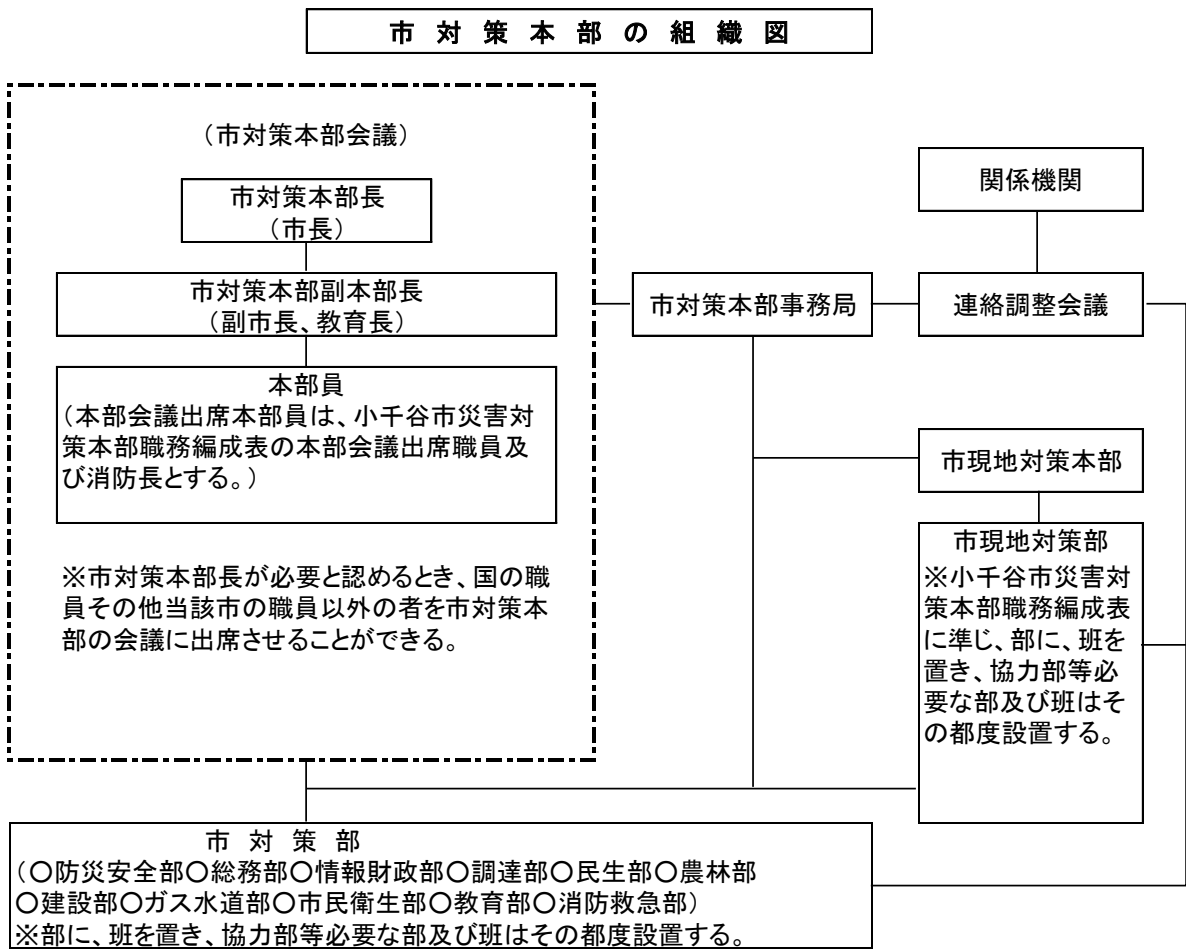 市対策本部の組織図
（市対策本部会議）
市対策本部長
（市長）
市対策本部副本部長
（副市長、教育長）
本部員
（本部会議出席本部員は、小千谷市災害対
策本部職務編成表の本部会議出席職員及
び消防長とする。）
※市対策本部長が必要と認めるとき、国の職
員その他当該市の職員以外の者を市対策本
部の会議に出席させることができる。
市対策本部事務局
関係機関
連絡調整会議
市現地対策本部
市現地対策部
※小千谷市災害対
策本部職務編成表
に準じ、部に、班を
置き、協力部等必
要な部及び班はそ
の都度設置する。
市対策部
（○防災安全部○総務部○情報財政部○調達部○民生部○農林部
○建設部○ガス水道部○市民衛生部○教育部○消防救急部）
※部に、班を置き、協力部等必要な部及び班はその都度設置する。